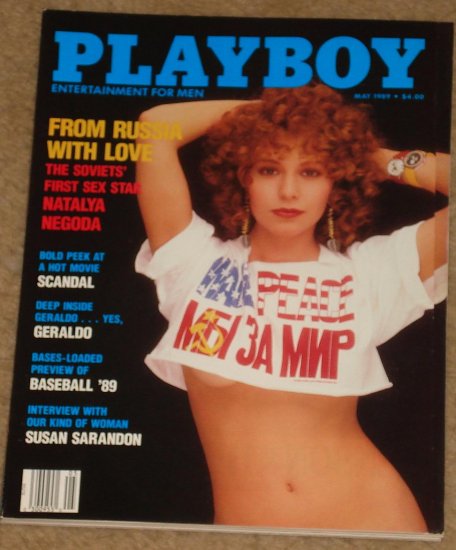 PLAYBOY
ENTERTAINMENT FOR MEN
MAY 1989 • $4.00
FROM RUSSIA
WITH LOVE
THE SOVIETS'
FIRST SEX STAR
NATALYA
NEGODA
BOLD PEEK AT
A HOT MOVIE
SCANDAL
DEEP INSIDE
GERALDO . . . YES,
GERALDO
BASES-LOADED
PREVIEW OF
BASEBALL '89
INTERVIEW WITH
OUR KIND OF WOMAN
SUSAN SARANDON
PEACE
МЫ ЗА МИР